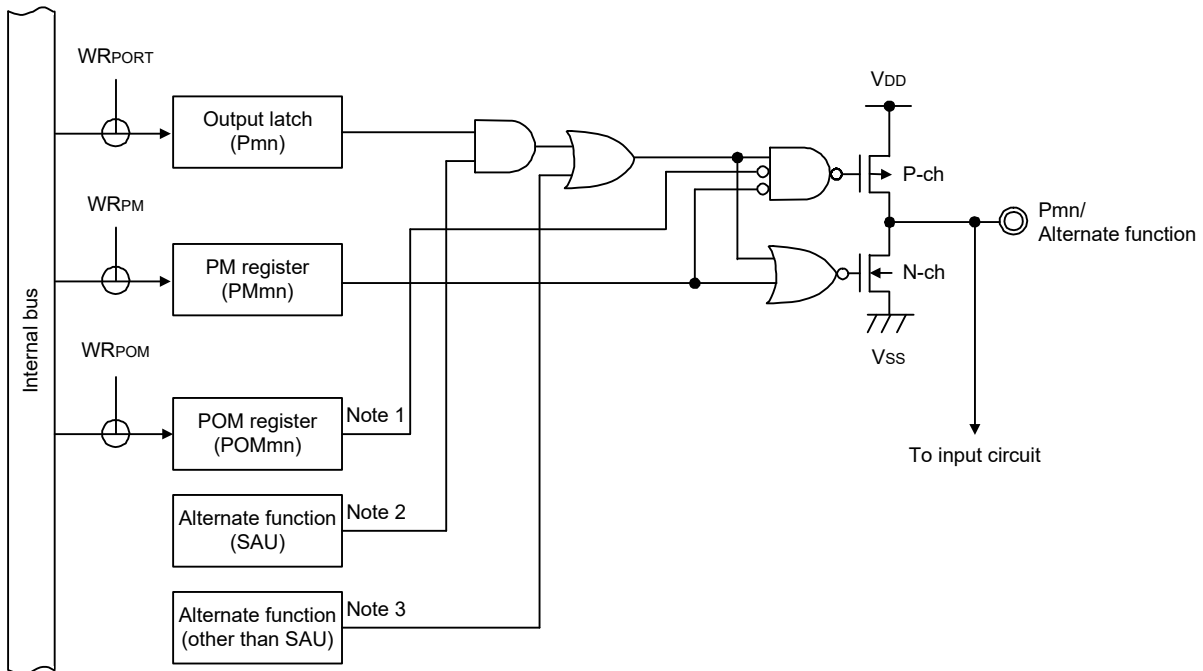 WRPORT
Output latch
(Pmn)
WRPM
PM register
(PMmn)
WRPOM
POM register
(POMmn)
Note 1
Alternate function
(SAU)
Note 2
Alternate function
(other than SAU)
Note 3
Internal bus
VDD
P-ch
Pmn/
Alternate function
N-ch
VSS
To input circuit